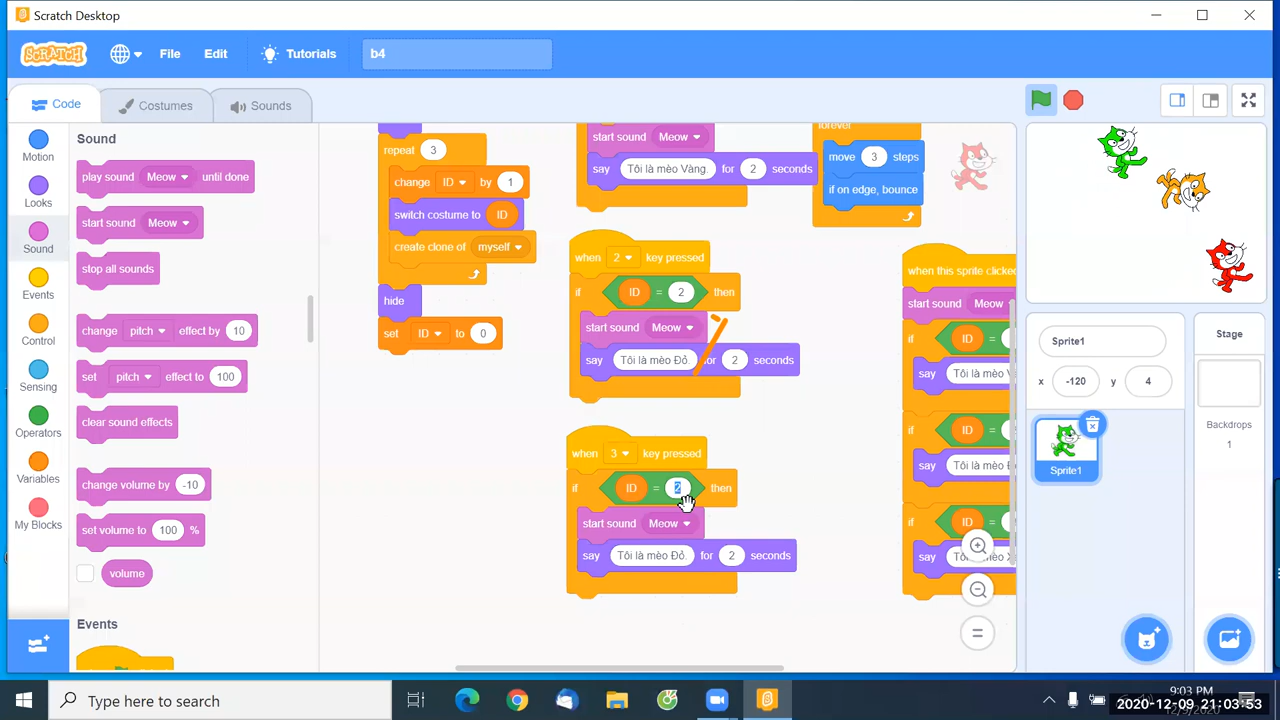 Scratch Desktop
SCRATCH
File
Edit
Tutorials
b4
Code
Costumes
Sounds
Motion
Looks
Sound
Events
Control
Sensing
Operators
Variables
My Blocks
Sound
play sound Meow until done
start sound Meow
stop all sounds
change pitch effect by 10
set pitch effect to 100
clear sound effects
change volume by -10
set volume to 100 %
volume
Events
repeat 3
change ID by 1
switch costume to ID
create clone of myself
hide
set ID to 0
start sound Meow
say Tôi là mèo Vàng. for 2 seconds
when 2 key pressed
if ID = 2 then
start sound Meow
say Tôi là mèo Đỏ. for 2 seconds
when 3 key pressed
if ID = 2 then
start sound Meow
say Tôi là mèo Đỏ. for 2 seconds
forever
move 3 steps
if on edge, bounce
when this sprite clicked
start sound Meow
if ID =
say Tôi là mèo
if ID =
say Tôi là mèo
if ID =
say Tôi là mèo
Sprite1
x -120 y 4
Sprite1
Stage
Backdrops
1
Type here to search
9:03 PM
2020-12-09 21:03:53